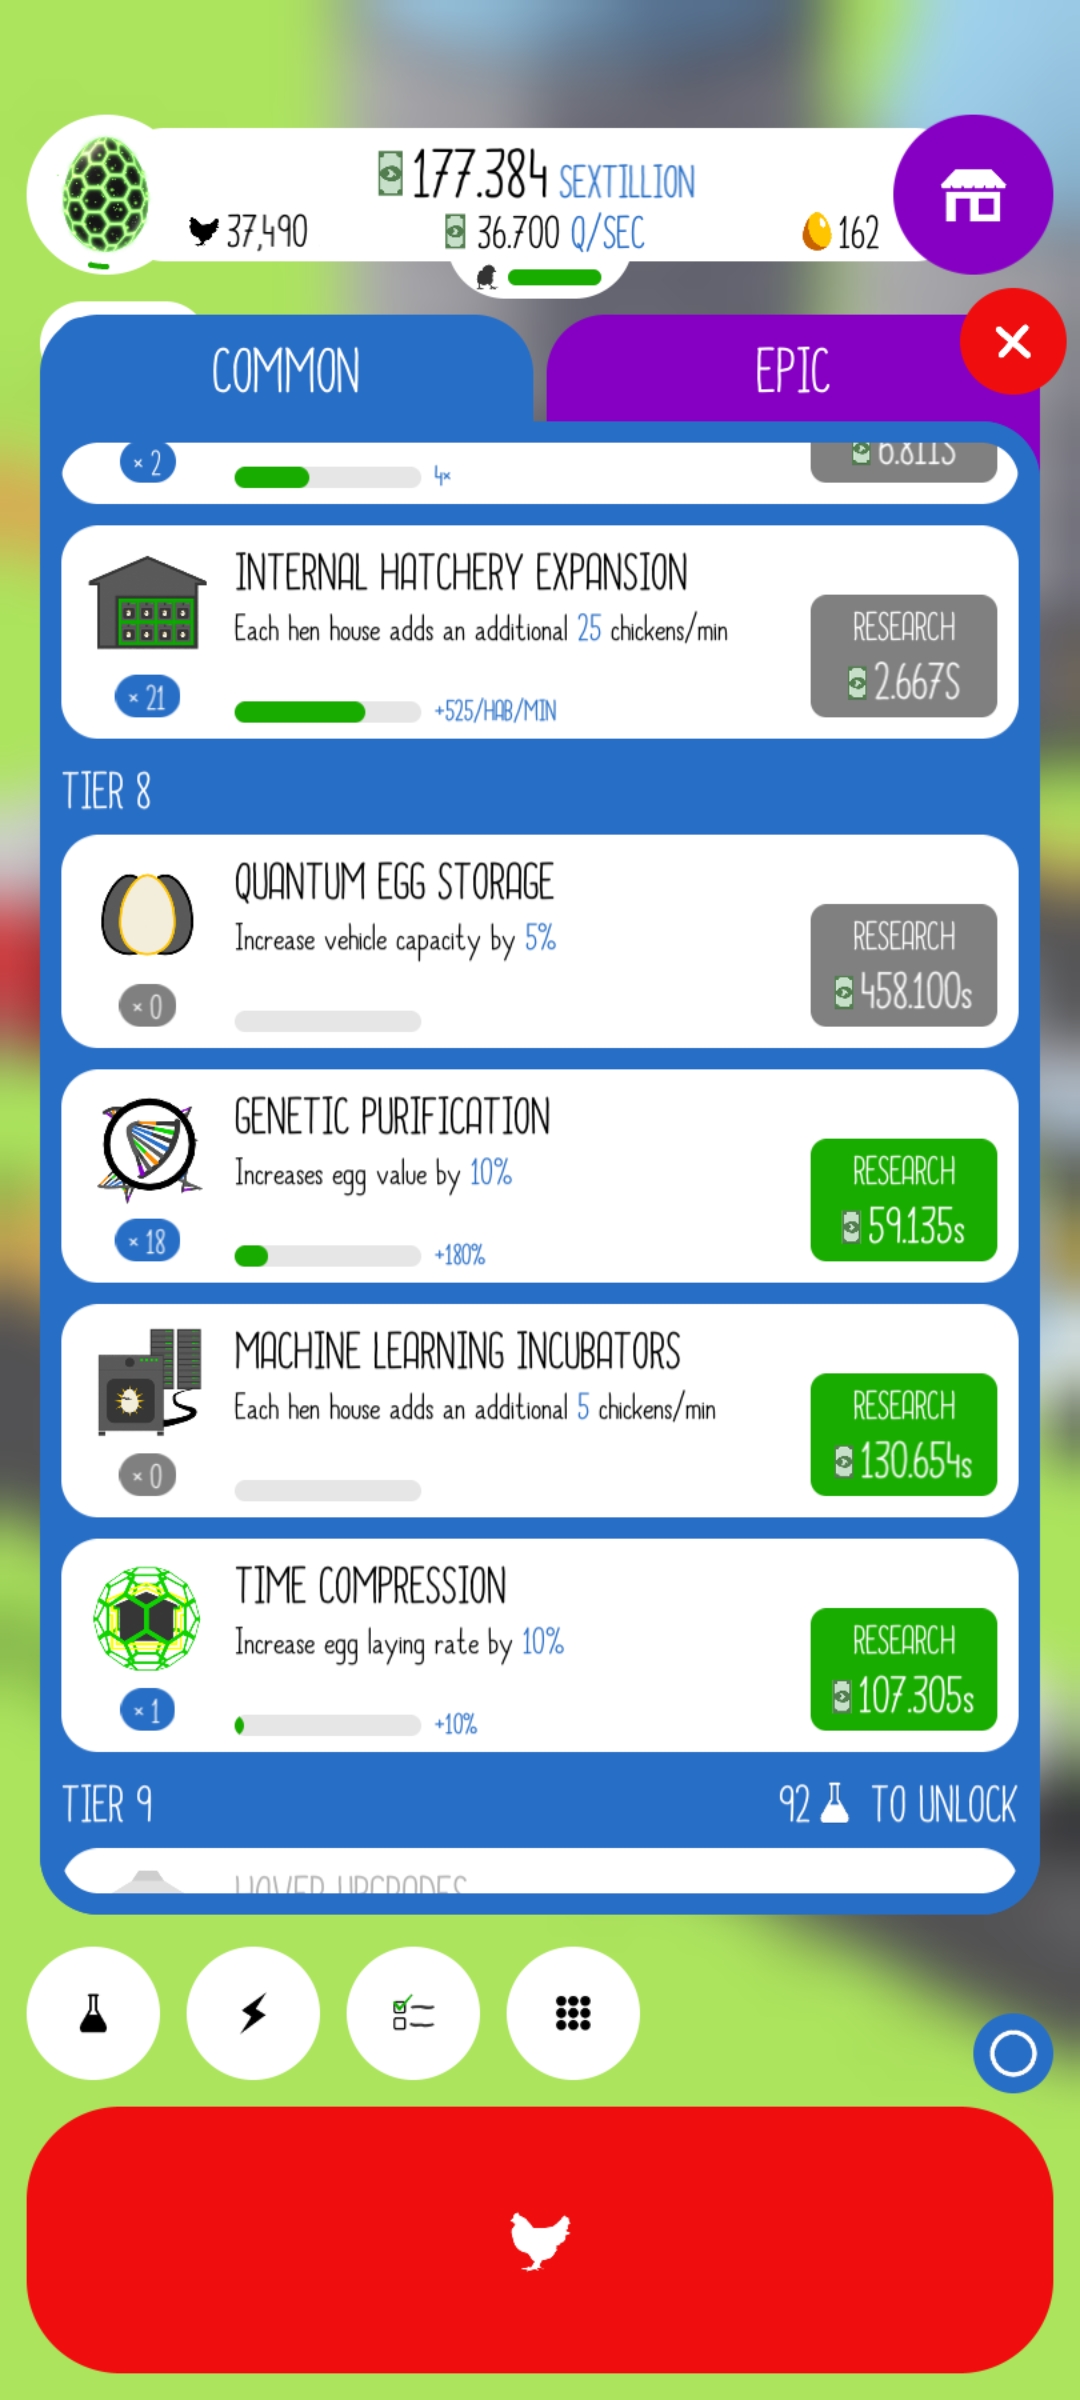 177.384 SEXTILLION
37,490
36.700 Q/SEC
162
COMMON
EPIC
× 2
4×
6.811S
INTERNAL HATCHERY EXPANSION
Each hen house adds an additional 25 chickens/min
RESEARCH
2.667S
× 21
+525/HAB/MIN
TIER 8
QUANTUM EGG STORAGE
Increase vehicle capacity by 5%
RESEARCH
458.100s
× 0
GENETIC PURIFICATION
Increases egg value by 10%
RESEARCH
59.135s
× 18
+180%
MACHINE LEARNING INCUBATORS
Each hen house adds an additional 5 chickens/min
RESEARCH
130.654s
× 0
TIME COMPRESSION
Increase egg laying rate by 10%
RESEARCH
107.305s
× 1
+10%
TIER 9
92 TO UNLOCK
HOVER UPGRADES